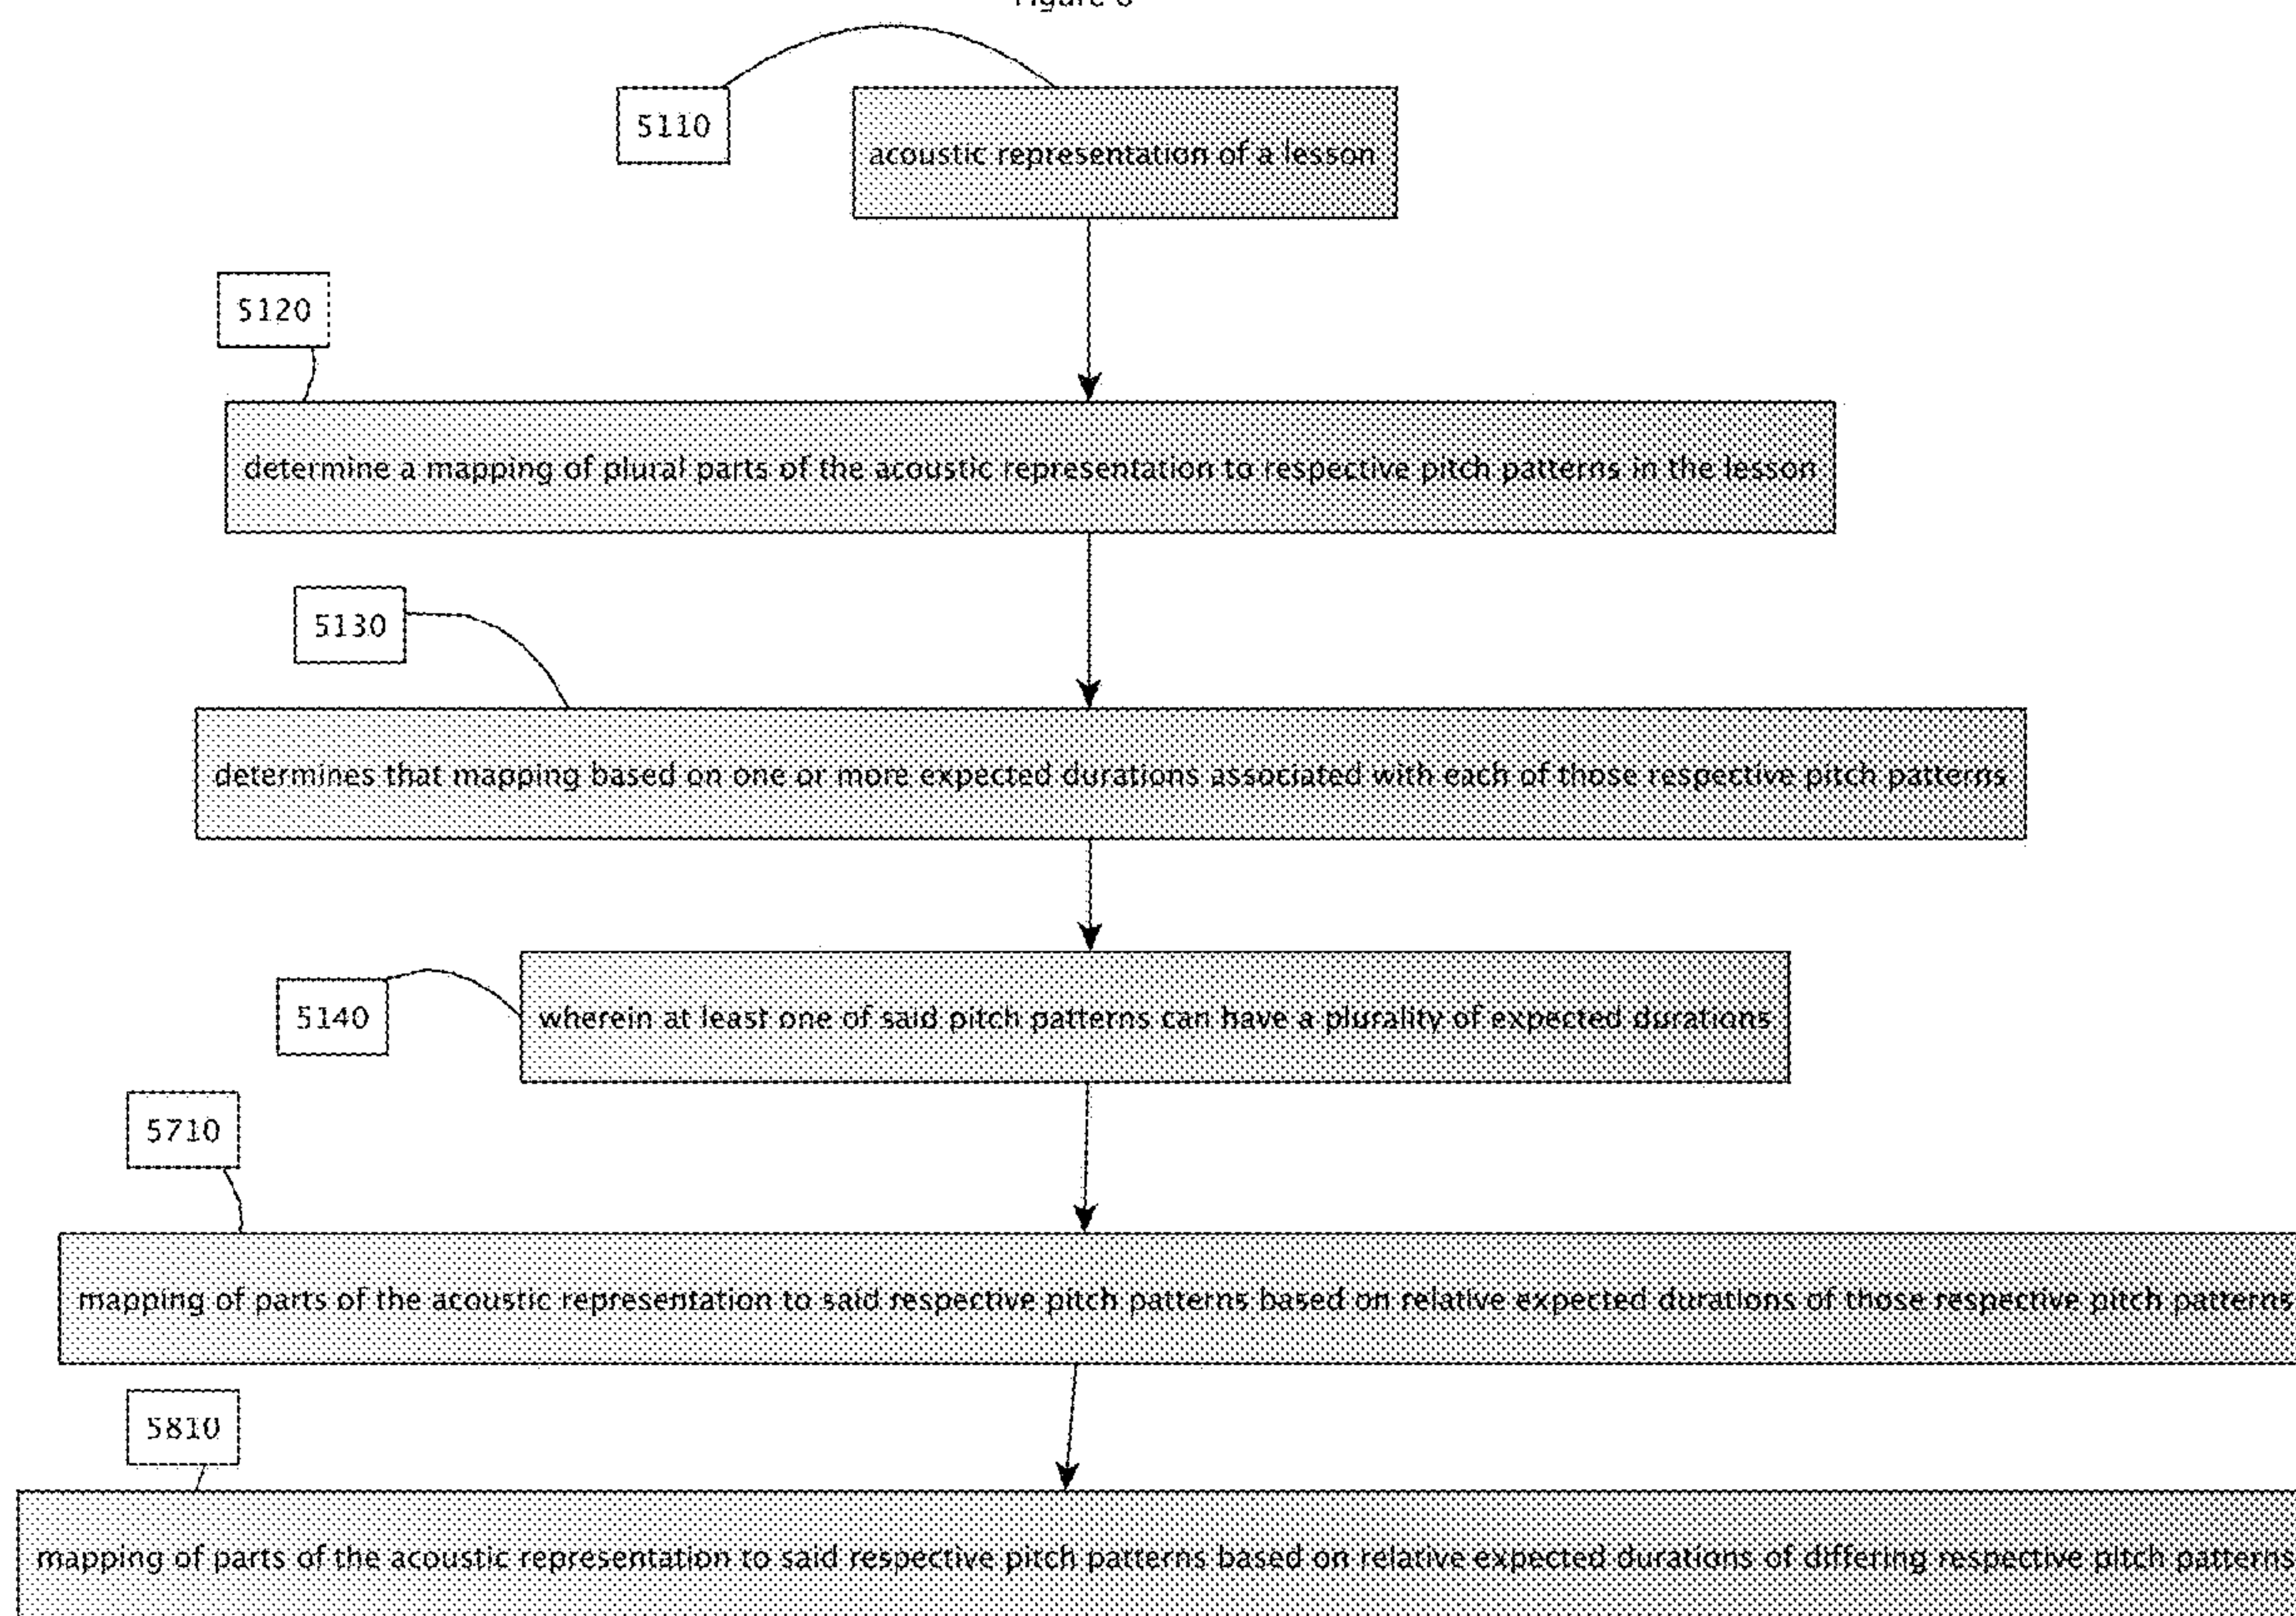 5110
acoustic representation of a lesson
5120
determine a mapping of plural parts of the acoustic representation to respective pitch patterns in the lesson
5130
determines that mapping based on one or more expected durations associated with each of those respective pitch patterns
5140
wherein at least one of said pitch patterns can have a plurality of expected durations
5710
mapping of parts of the acoustic representation to said respective pitch patterns based on relative expected durations of those respective pitch patterns
5810
mapping of parts of the acoustic representation to said respective pitch patterns based on relative expected durations of differing respective pitch patterns